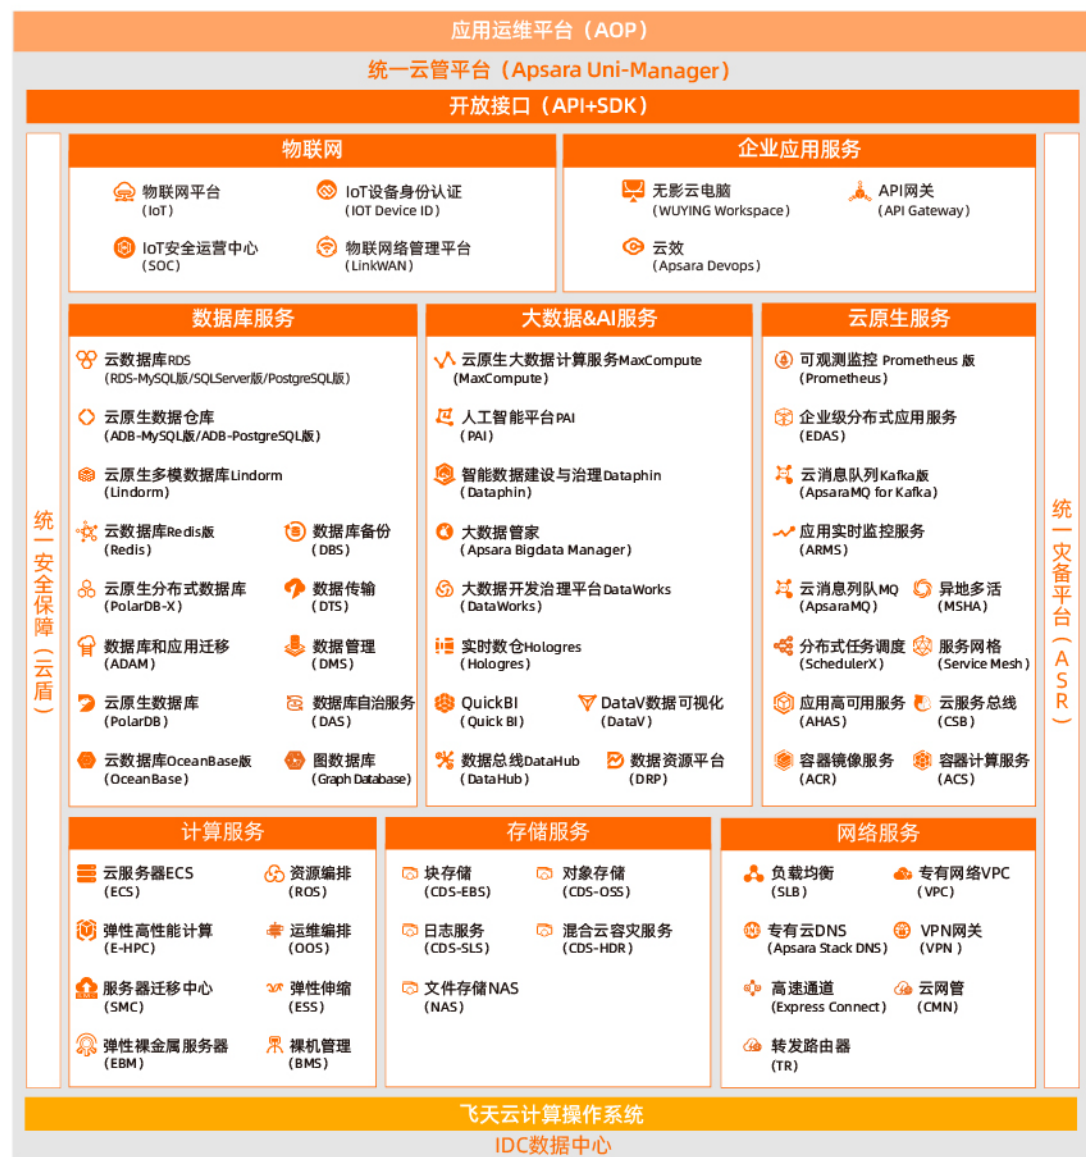 应用运维平台（AOP）
统一云管平台（Apsara Uni-Manager）
开放接口（API+SDK）
统一安全保障(云盾)
物联网
物联网平台
(IoT)
IoT设备身份认证
(IOT Device ID)
IoT安全运营中心
(SOC)
物联网络管理平台
(LinkWAN)
企业应用服务
无影云电脑
(WUYING Workspace)
API网关
(API Gateway)
云效
(Apsara Devops)
数据库服务
云数据库RDS
(RDS-MySQL版/SQLServer版/PostgreSQL版)
云原生数据仓库
(ADB-MySQL版/ADB-PostgreSQL版)
云原生多模数据库Lindorm
(Lindorm)
云数据库Redis版
(Redis)
数据库备份
(DBS)
云原生分布式数据库
(PolarDB-X)
数据传输
(DTS)
数据库和应用迁移
(ADAM)
数据管理
(DMS)
云原生数据库
(PolarDB)
数据库自治服务
(DAS)
云数据库OceanBase版
(OceanBase)
图数据库
(Graph Database)
大数据&AI服务
云原生大数据计算服务MaxCompute
(MaxCompute)
人工智能平台PAI
(PAI)
智能数据建设与治理Dataphin
(Dataphin)
大数据管家
(Apsara Bigdata Manager)
大数据开发治理平台DataWorks
(DataWorks)
实时数仓Hologres
(Hologres)
QuickBI
(Quick BI)
DataV数据可视化
(DataV)
数据总线DataHub
(DataHub)
数据资源平台
(DRP)
云原生服务
可观测监控 Prometheus 版
(Prometheus)
企业级分布式应用服务
(EDAS)
云消息队列Kafka版
(ApsaraMQ for Kafka)
应用实时监控服务
(ARMS)
云消息列队MQ
(ApsaraMQ)
异地多活
(MSHA)
分布式任务调度
(SchedulerX)
服务网格
(Service Mesh)
应用高可用服务
(AHAS)
云服务总线
(CSB)
容器镜像服务
(ACR)
容器计算服务
(ACS)
计算服务
云服务器ECS
(ECS)
资源编排
(ROS)
弹性高性能计算
(E-HPC)
运维编排
(OOS)
服务器迁移中心
(SMC)
弹性伸缩
(ESS)
弹性裸金属服务器
(EBM)
裸机管理
(BMS)
存储服务
块存储
(CDS-EBS)
对象存储
(CDS-OSS)
日志服务
(CDS-SLS)
混合云容灾服务
(CDS-HDR)
文件存储NAS
(NAS)
网络服务
负载均衡
(SLB)
专有网络VPC
(VPC)
专有云DNS
(Apsara Stack DNS)
VPN网关
(VPN)
高速通道
(Express Connect)
云网管
(CMN)
转发路由器
(TR)
统一灾备平台(ASR)
飞天云计算操作系统
IDC数据中心